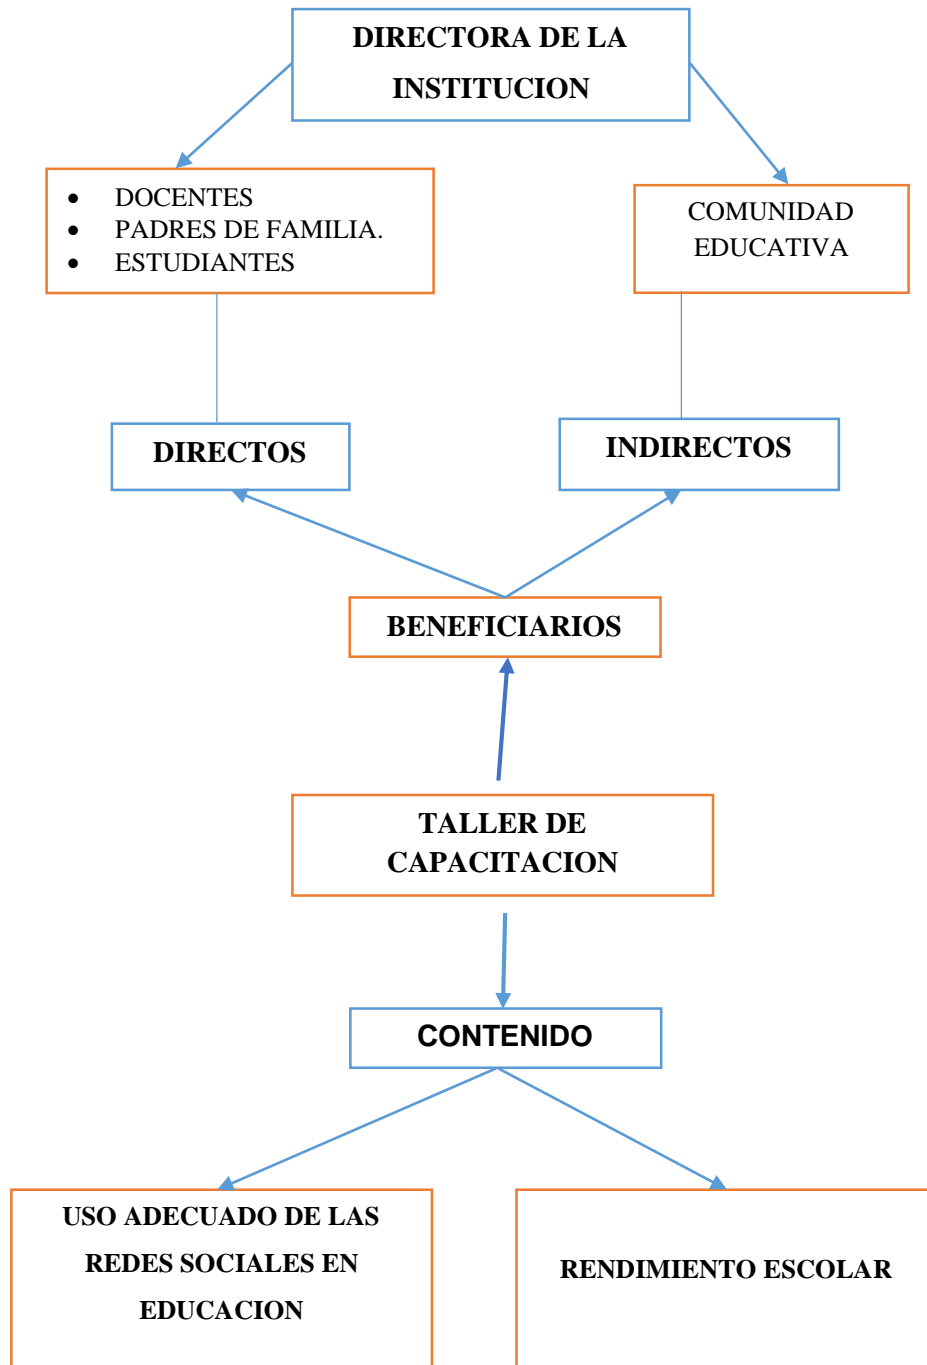 DIRECTORA DE LA
INSTITUCION
• DOCENTES
• PADRES DE FAMILIA.
• ESTUDIANTES
COMUNIDAD
EDUCATIVA
DIRECTOS
INDIRECTOS
BENEFICIARIOS
TALLER DE
CAPACITACION
CONTENIDO
USO ADECUADO DE LAS
REDES SOCIALES EN
EDUCACION
RENDIMIENTO ESCOLAR